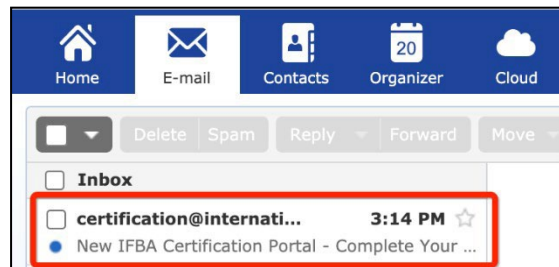 Home E-mail Contacts 20 Organizer Cloud
Delete Spam Reply Forward Move
Inbox
certification@internati... 3:14 PM
New IFBA Certification Portal - Complete Your ...